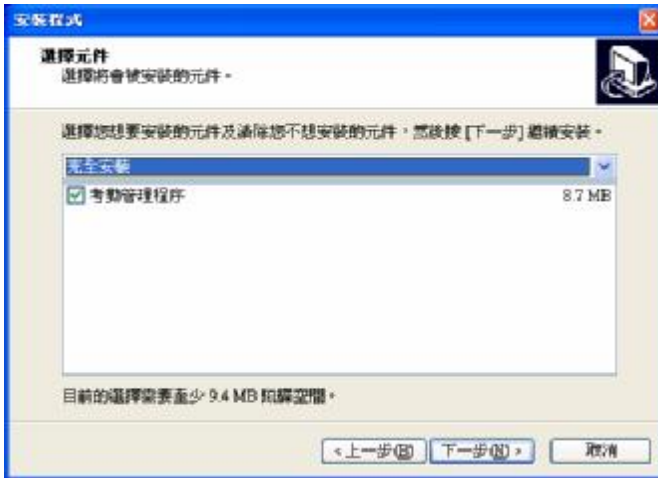 安裝程式
選擇元件
選擇將會被安裝的元件。
選擇您想要安裝的元件及清除您不想安裝的元件，然後按 [下一步] 繼續安裝。
完全安裝
考勤管理程序 8.7 MB
目前的選擇需要至少 9.4 MB 磁碟空間。
<上一步(B) 下一步(N)> 取消